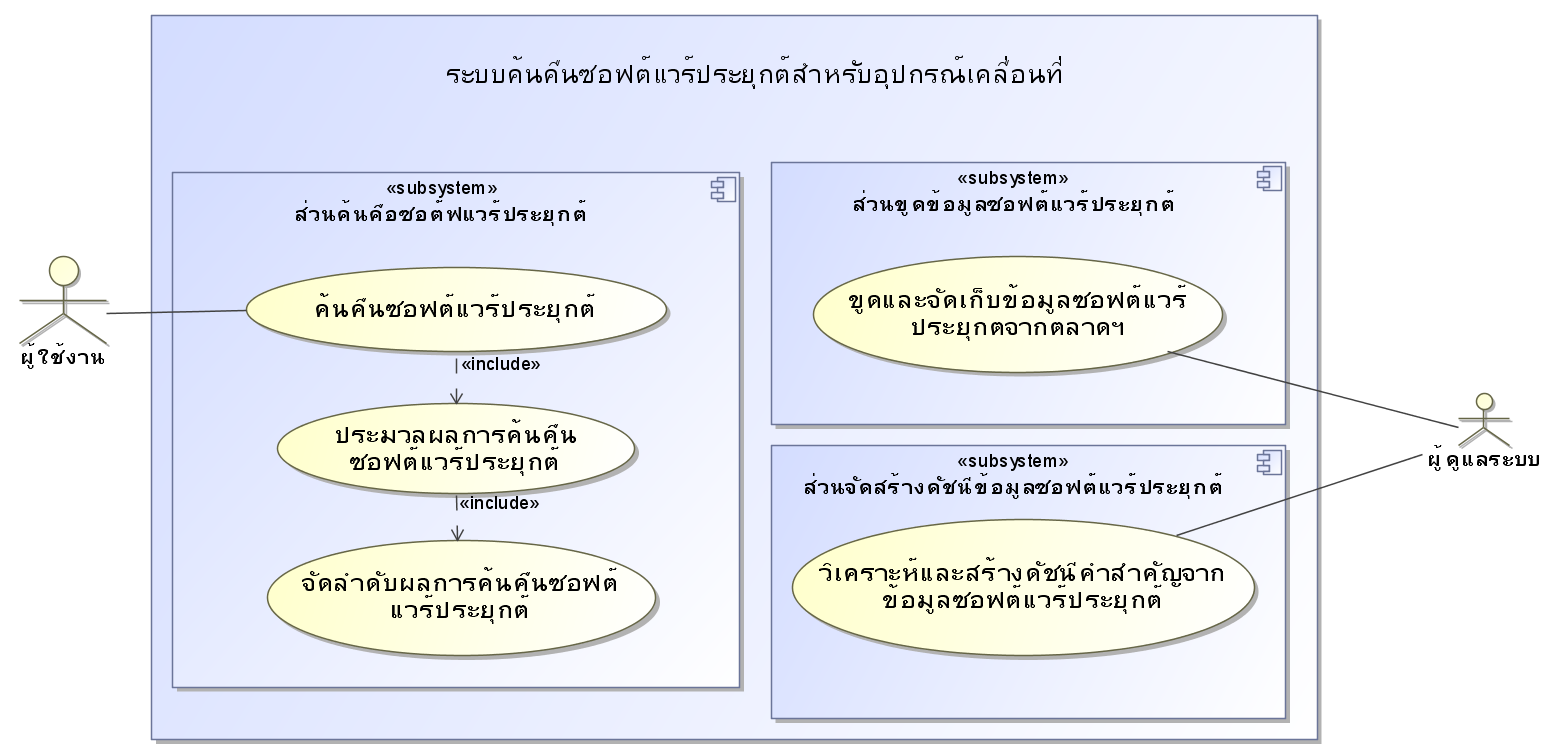 ระบบค้นคืนซอฟต์แวร์ประยุกต์สำหรับอุปกรณ์เคลื่อนที่
«subsystem»
ส่วนค้นคือซอต์ฟแวร์ประยุกต์
ค้นคืนซอฟต์แวร์ประยุกต์
«include»
ประมวลผลการค้นคืน
ซอฟต์แวร์ประยุกต์
«include»
จัดลำดับผลการค้นคืนซอฟต์
แวร์ประยุกต์
ผู้ใช้งาน
«subsystem»
ส่วนขูดข้อมูลซอฟต์แวร์ประยุกต์
ขูดและจัดเก็บข้อมูลซอฟต์แวร์
ประยุกตจากตลาดฯ
«subsystem»
ส่วนจัดสร้างดัชนีข้อมูลซอฟต์แวร์ประยุกต์
วิเคราะห์และสร้างดัชนีคำสำคัญจาก
ข้อมูลซอฟต์แวร์ประยุกต์
ผู้ดูแลระบบ